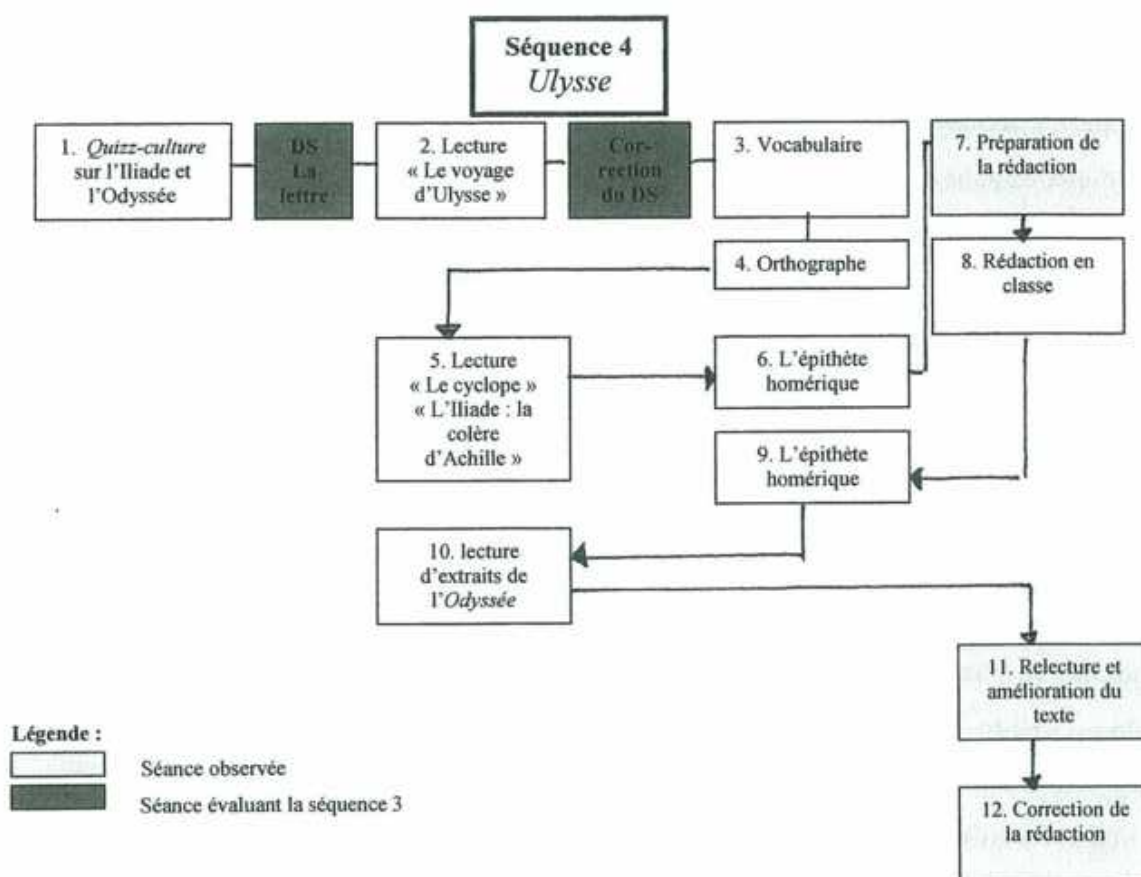 Séquence 4
Ulysse
1. Quizz-culture
sur l'Iliade et
l'Odyssée
DS
La
lettre
2. Lecture
« Le voyage
d'Ulysse »
Cor-
rection
du DS
3. Vocabulaire
4. Orthographe
5. Lecture
« Le cyclope »
« L'Iliade : la
colère
d'Achille »
6. L'épithète
homérique
7. Préparation de
la rédaction
8. Rédaction en
classe
9. L'épithète
homérique
10. lecture
d'extraits de
l'Odyssée
11. Relecture et
amélioration du
texte
12. Correction de
la rédaction
Légende :
Séance observée
Séance évaluant la séquence 3